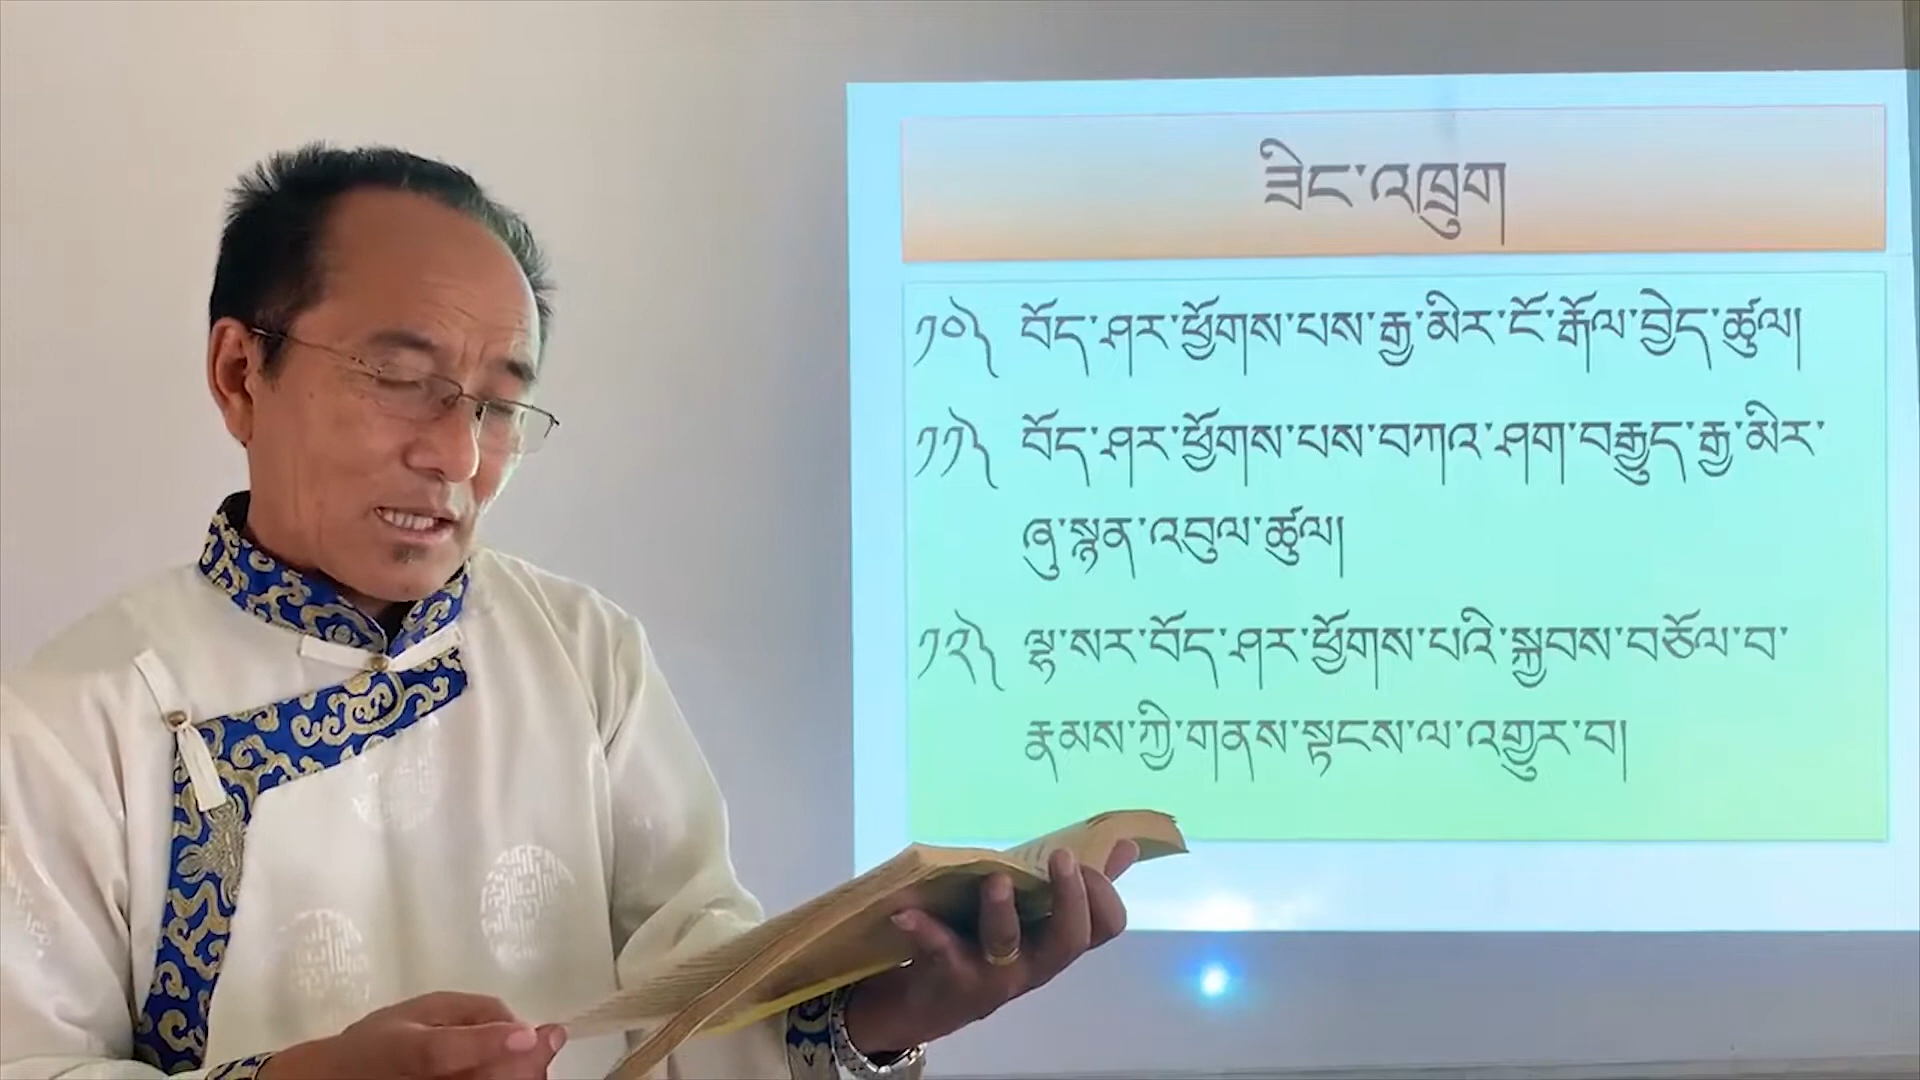 ཟིང་འཁྲུག
༡༠༽ བོད་ཤར་ཕྱོགས་པས་རྒྱ་མིར་ངོ་རྒོལ་བྱེད་ཚུལ།
༡༡༽ བོད་ཤར་ཕྱོགས་པས་བཀའ་ཤག་བརྒྱུད་རྒྱ་མིར་
ཞུ་སྙན་འབུལ་ཚུལ།
༡༢༽ ལྷ་སར་བོད་ཤར་ཕྱོགས་པའི་སྐྱབས་བཅོལ་བ་
རྣམས་ཀྱི་གནས་སྟངས་ལ་འགྱུར་བ།